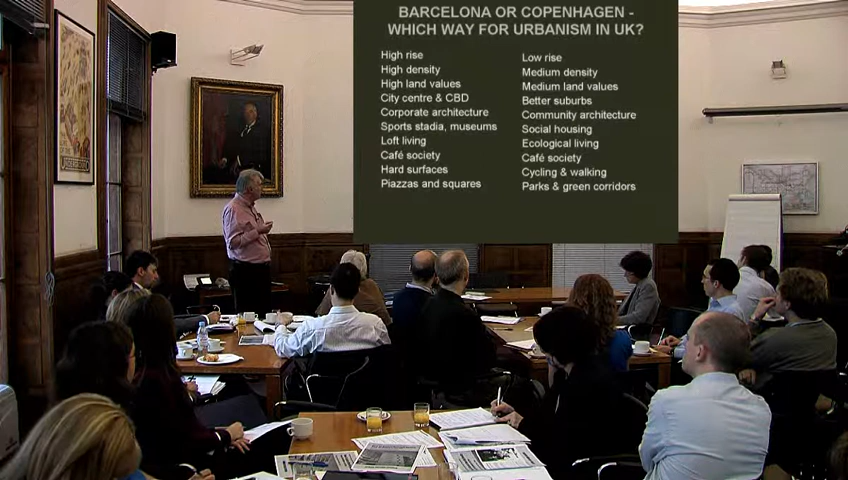 BARCELONA OR COPENHAGEN -
WHICH WAY FOR URBANISM IN UK?
High rise
High density
High land values
City centre & CBD
Corporate architecture
Sports stadia, museums
Loft living
Café society
Hard surfaces
Piazzas and squares
Low rise
Medium density
Medium land values
Better suburbs
Community architecture
Social housing
Ecological living
Café society
Cycling & walking
Parks & green corridors